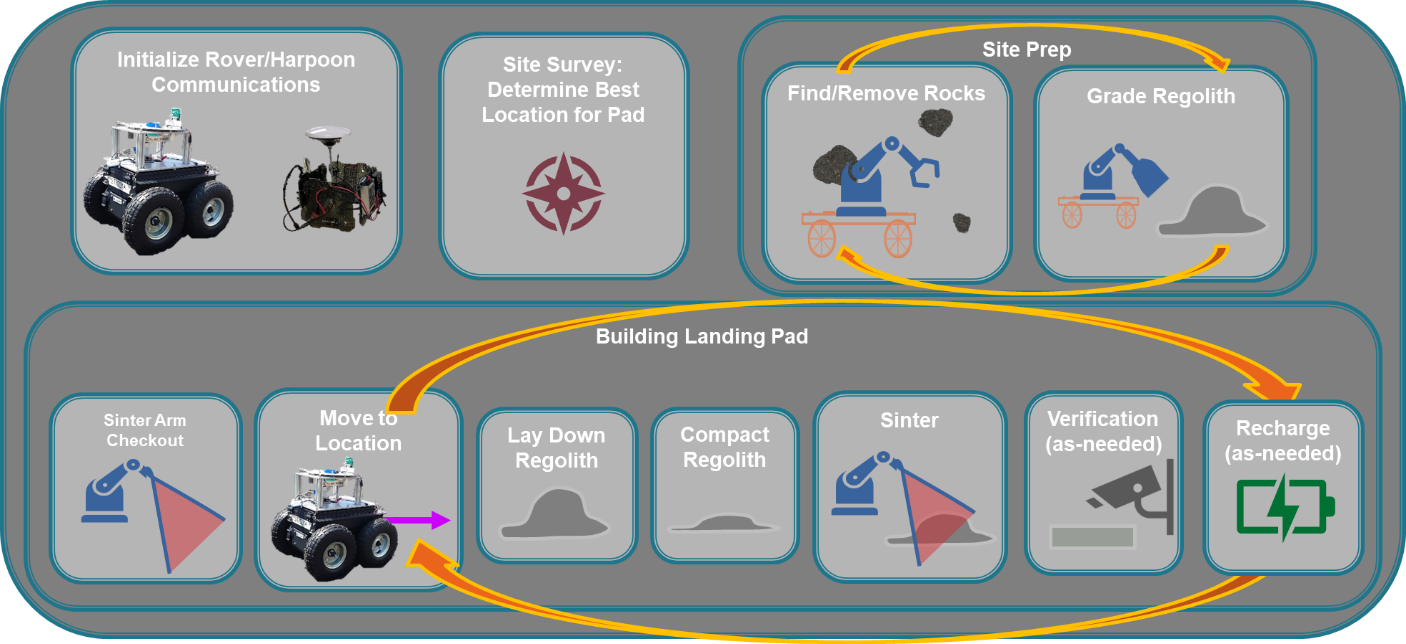 Initialize Rover/Harpoon
Communications
Site Survey:
Determine Best
Location for Pad
Site Prep
Find/Remove Rocks
Grade Regolith
Building Landing Pad
Sinter Arm
Checkout
Move to
Location
Lay Down
Regolith
Compact
Regolith
Sinter
Verification
(as-needed)
Recharge
(as-needed)